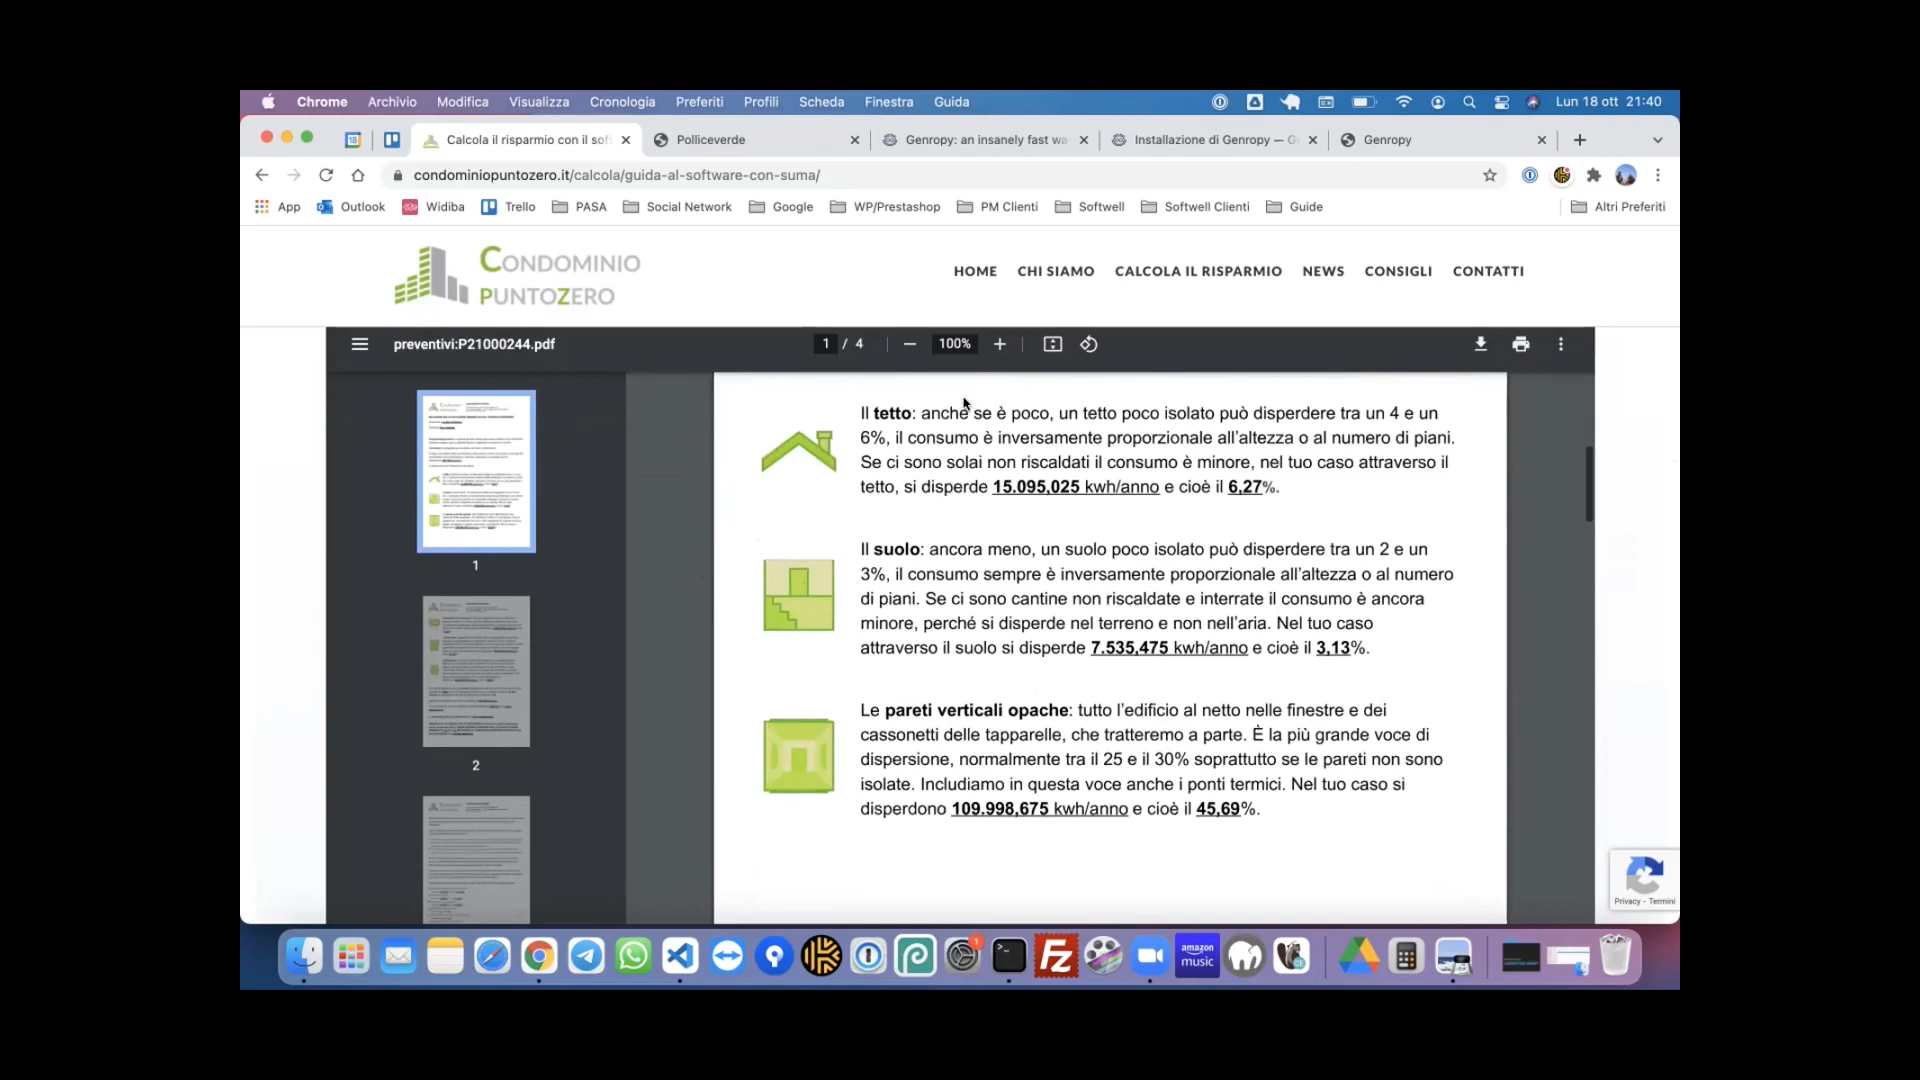 Chrome Archivio Modifica Visualizza Cronologia Preferiti Profili Scheda Finestra Guida Lun 18 ott 21:40
18 Calcola il risparmio con il sof Polliceverde Genropy: an insanely fast wa Installazione di Genropy — G Genropy
condominiopuntozero.it/calcola/guida-al-software-con-suma/
App Outlook Widiba Trello PASA Social Network Google WP/Prestashop PM Clienti Softwell Softwell Clienti Guide Altri Preferiti
CONDOMINIO
PUNTOZERO
HOME CHI SIAMO CALCOLA IL RISPARMIO NEWS CONSIGLI CONTATTI
preventivi:P21000244.pdf 1 / 4 100%
1
2
Il tetto: anche se è poco, un tetto poco isolato può disperdere tra un 4 e un
6%, il consumo è inversamente proporzionale all'altezza o al numero di piani.
Se ci sono solai non riscaldati il consumo è minore, nel tuo caso attraverso il
tetto, si disperde 15.095,025 kwh/anno e cioè il 6,27%.
Il suolo: ancora meno, un suolo poco isolato può disperdere tra un 2 e un
3%, il consumo sempre è inversamente proporzionale all'altezza o al numero
di piani. Se ci sono cantine non riscaldate e interrate il consumo è ancora
minore, perché si disperde nel terreno e non nell'aria. Nel tuo caso
attraverso il suolo si disperde 7.535,475 kwh/anno e cioè il 3,13%.
Le pareti verticali opache: tutto l'edificio al netto nelle finestre e dei
cassonetti delle tapparelle, che tratteremo a parte. È la più grande voce di
dispersione, normalmente tra il 25 e il 30% soprattutto se le pareti non sono
isolate. Includiamo in questa voce anche i ponti termici. Nel tuo caso si
disperdono 109.998,675 kwh/anno e cioè il 45,69%.
Privacy - Termini
1
amazon
music